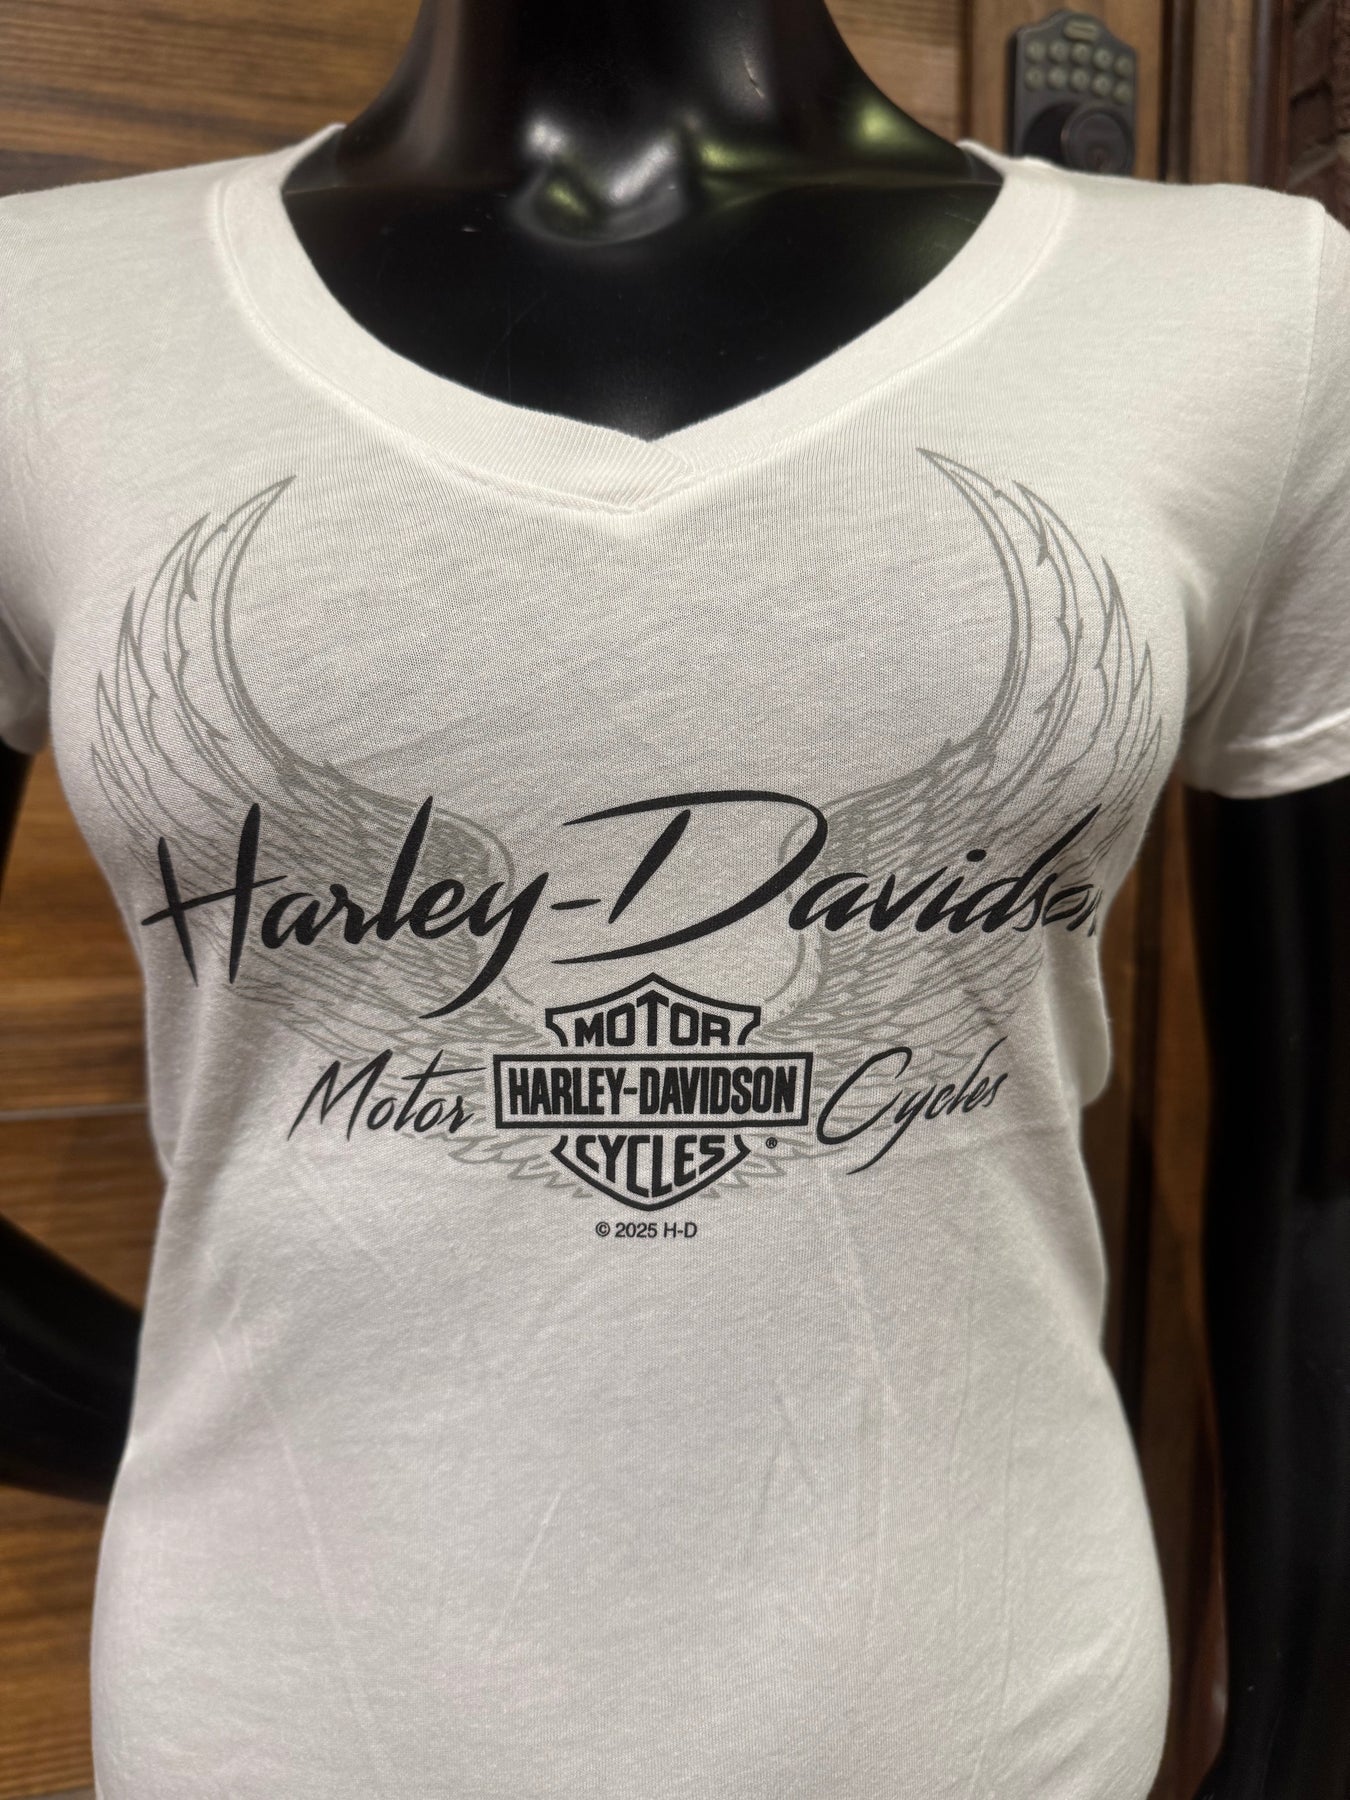 Harley-Davidson
MOTOR
Motor HARLEY-DAVIDSON Cycles
CYCLES ®
© 2025 H-D